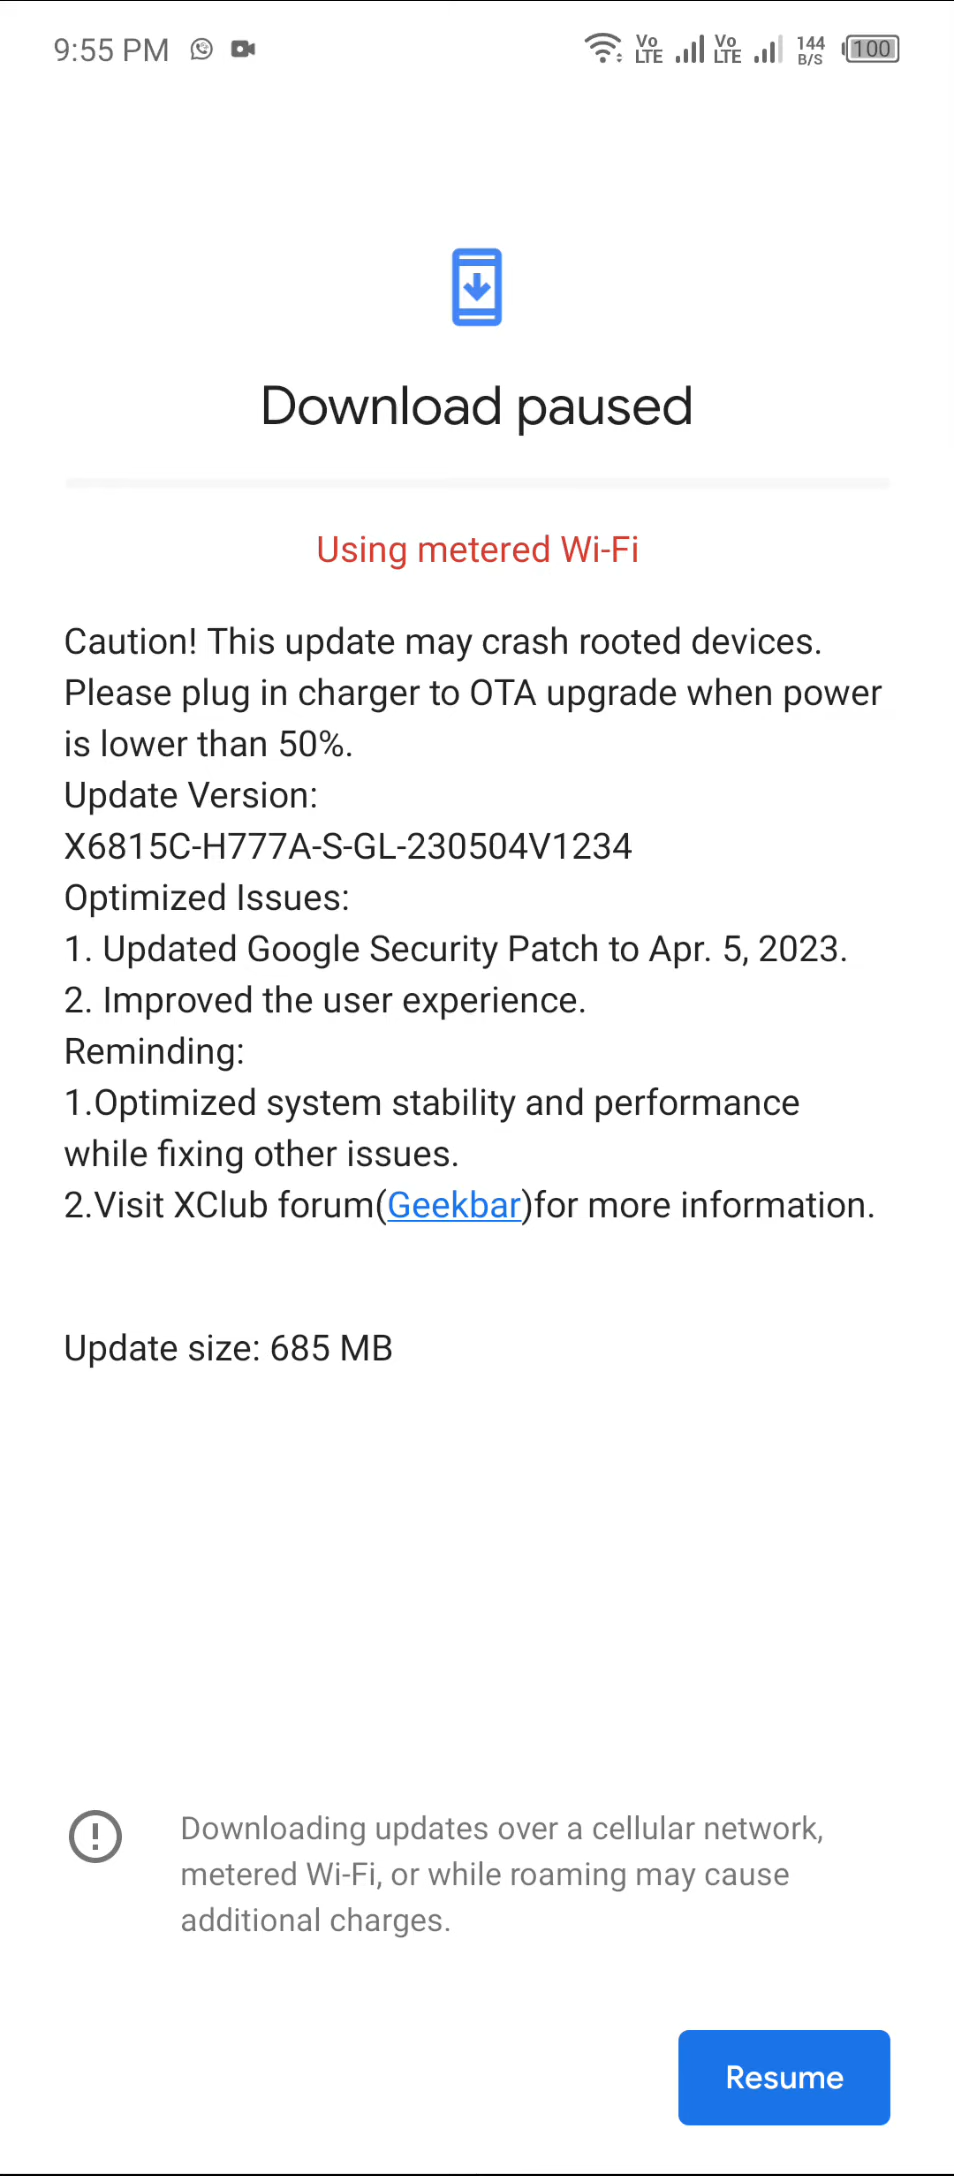 9:55 PM
Vo LTE Vo LTE 144 B/S 100
Download paused
Using metered Wi-Fi
Caution! This update may crash rooted devices.
Please plug in charger to OTA upgrade when power
is lower than 50%.
Update Version:
X6815C-H777A-S-GL-230504V1234
Optimized Issues:
1. Updated Google Security Patch to Apr. 5, 2023.
2. Improved the user experience.
Reminding:
1.Optimized system stability and performance
while fixing other issues.
2.Visit XClub forum(Geekbar)for more information.
Update size: 685 MB
Downloading updates over a cellular network,
metered Wi-Fi, or while roaming may cause
additional charges.
Resume